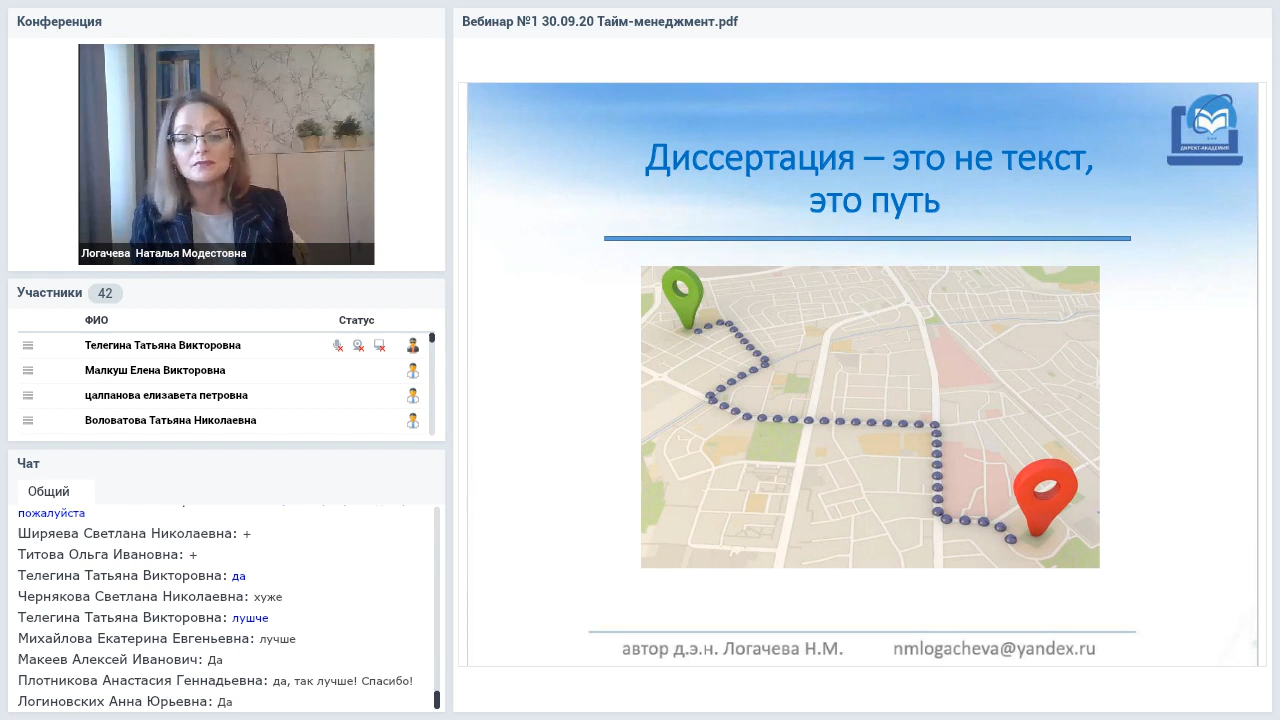 Конференция
Логачева Наталья Модестовна
Участники 42
ФИО Статус
Телегина Татьяна Викторовна
Малкуш Елена Викторовна
цалпанова елизавета петровна
Воловатова Татьяна Николаевна
Чат
Общий
пожалуйста
Ширяева Светлана Николаевна: +
Титова Ольга Ивановна: +
Телегина Татьяна Викторовна: да
Чернякова Светлана Николаевна: хуже
Телегина Татьяна Викторовна: лушче
Михайлова Екатерина Евгеньевна: лучше
Макеев Алексей Иванович: Да
Плотникова Анастасия Геннадьевна: да, так лучше! Спасибо!
Логиновских Анна Юрьевна: Да
Вебинар №1 30.09.20 Тайм-менеджмент.pdf
ДИРЕКТ-АКАДЕМИЯ
Диссертация – это не текст,
это путь
автор д.э.н. Логачева Н.М. nmlogacheva@yandex.ru